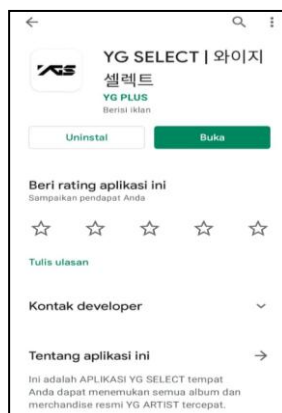 YGS
YG SELECT | 와이지
셀렉트
YG PLUS
Berisi iklan
Uninstal
Buka
Beri rating aplikasi ini
Sampaikan pendapat Anda
Tulis ulasan
Kontak developer
Tentang aplikasi ini
Ini adalah APLIKASI YG SELECT tempat
Anda dapat menemukan semua album dan
merchandise resmi YG ARTIST tercepat.